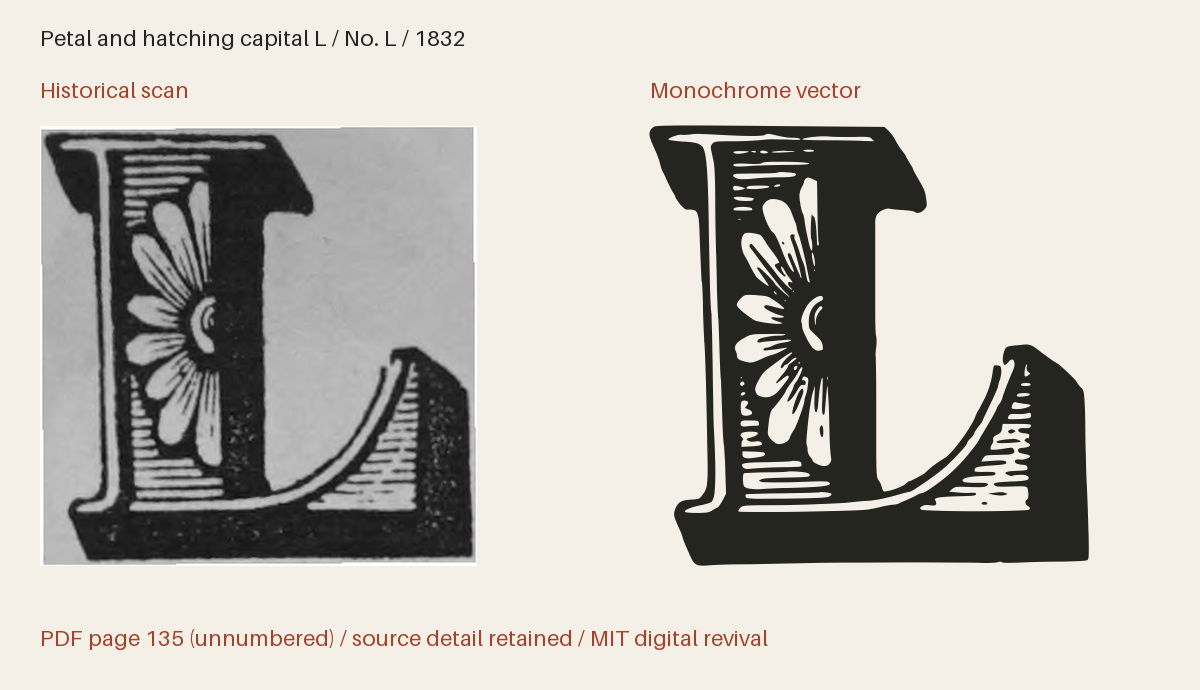 Petal and hatching capital L / No. L / 1832
Historical scan
Monochrome vector
L
L
PDF page 135 (unnumbered) / source detail retained / MIT digital revival